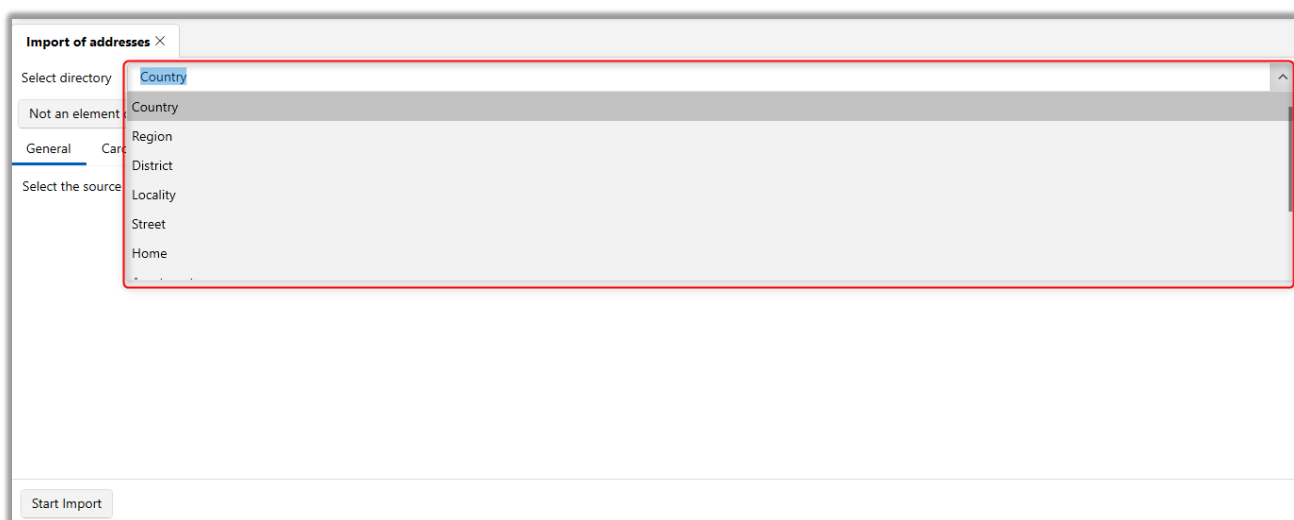 Import of addresses
Select directory Country
Not an element Country
Region
General District
Select the source Locality
Street
Home
Start Import